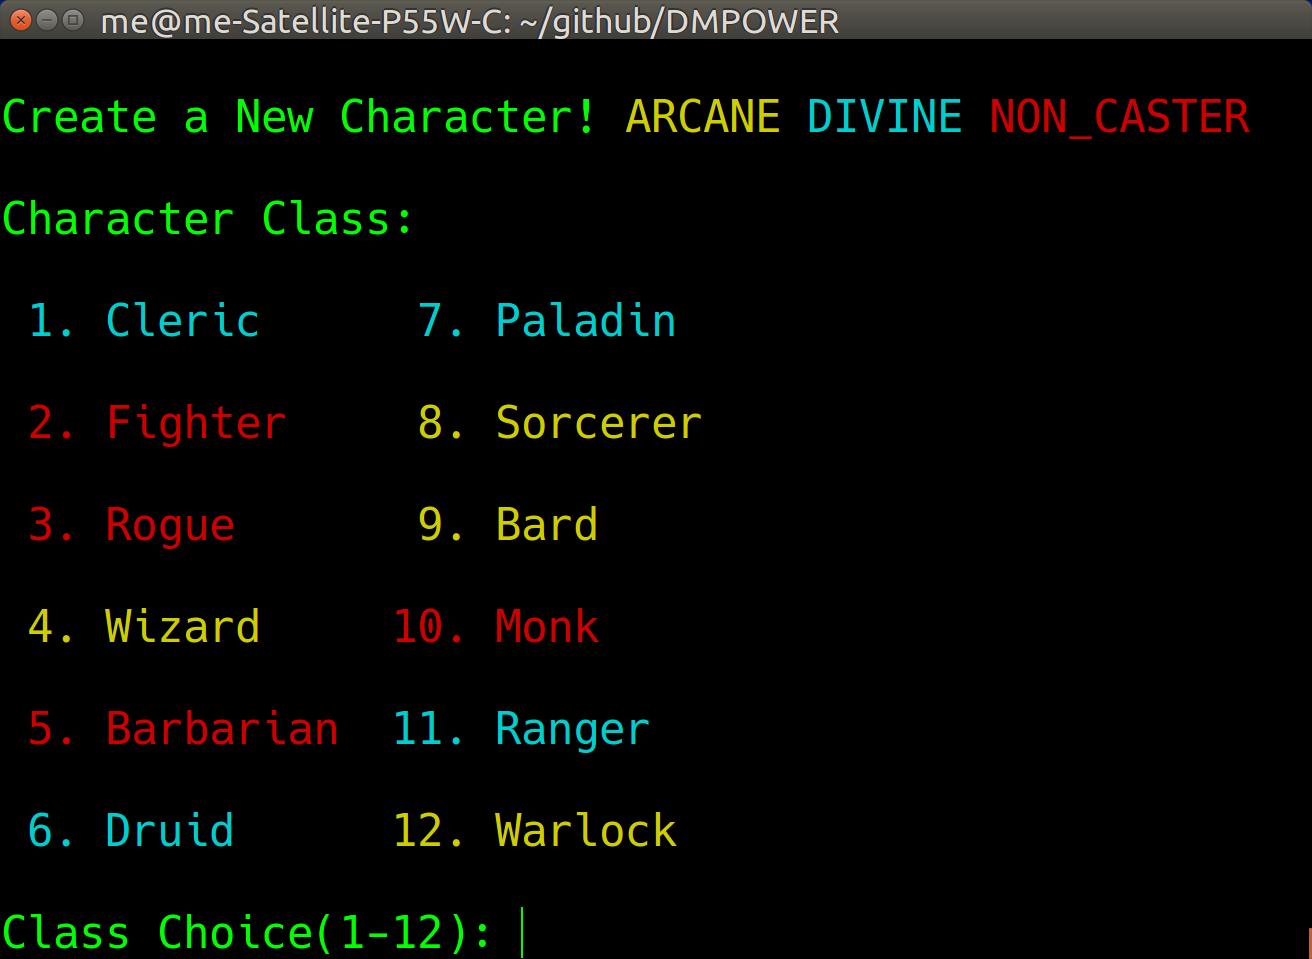 me@me-Satellite-P55W-C: ~/github/DMPOWER
Create a New Character! ARCANE DIVINE NON_CASTER
Character Class:
1. Cleric 7. Paladin
2. Fighter 8. Sorcerer
3. Rogue 9. Bard
4. Wizard 10. Monk
5. Barbarian 11. Ranger
6. Druid 12. Warlock
Class Choice(1-12):